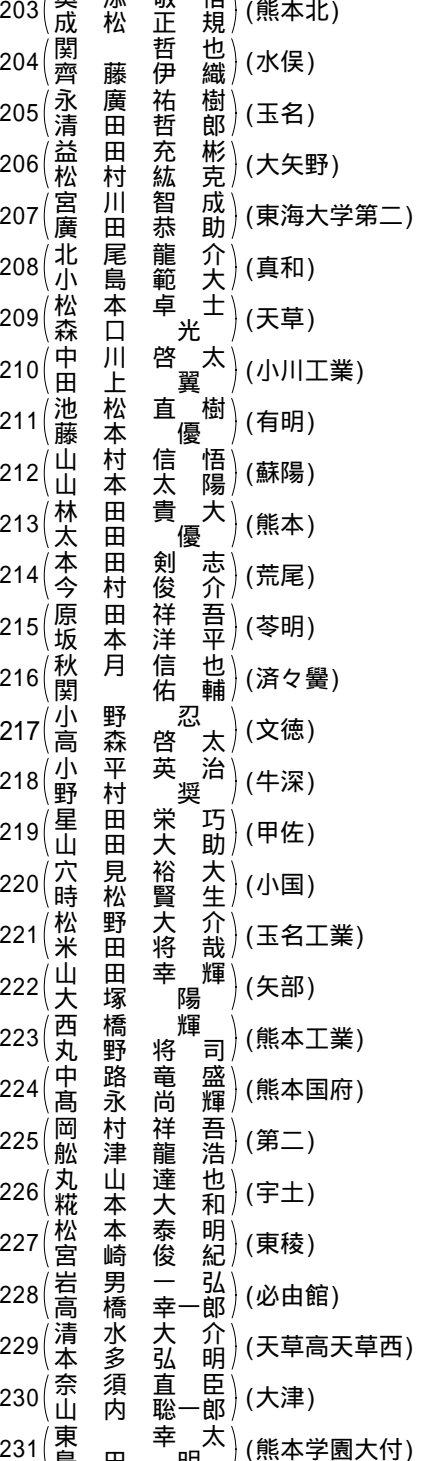 203 成松正規 (熊本北)
204 関哲也
齊藤伊織 (水俣)
205 永廣祐樹
清田哲郎 (玉名)
206 益田充彬
松村紘克 (大矢野)
207 宮川智成
廣田恭助 (東海大学第二)
208 北尾龍介
小島範大 (真和)
209 松本卓士
森口光 (天草)
210 中川啓太
田上翼 (小川工業)
211 池松直樹
藤本優 (有明)
212 山村信悟
山本太陽 (蘇陽)
213 林田貴大
太田優 (熊本)
214 本田剣志
今村俊介 (荒尾)
215 原田祥吾
坂本洋平 (苓明)
216 秋月信也
関佑輔 (済々黌)
217 小野忍
高森啓太 (文徳)
218 小平英治
野村奨 (牛深)
219 星田栄巧
山田大助 (甲佐)
220 穴見裕大
時松賢生 (小国)
221 松野大介
米田将哉 (玉名工業)
222 山田幸輝
大塚陽 (矢部)
223 西橋輝
丸野将司 (熊本工業)
224 中路竜盛
髙永尚輝 (熊本国府)
225 岡村祥吾
舩津龍浩 (第二)
226 丸山達也
糀本大和 (宇土)
227 松本泰明
宮崎俊紀 (東稜)
228 岩男一弘
高橋幸一郎 (必由館)
229 清水大介
本多弘明 (天草高天草西)
230 奈須直臣
山内聡一郎 (大津)
231 東幸太 (熊本学園大付)